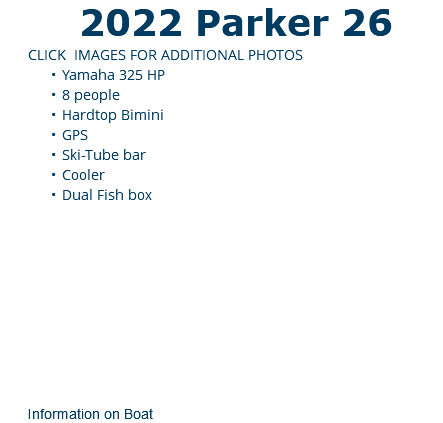 2022 Parker 26
CLICK  IMAGES FOR ADDITIONAL PHOTOS
• Yamaha 325 HP
• 8 people
• Hardtop Bimini
• GPS
• Ski-Tube bar
• Cooler
• Dual Fish box
Information on Boat